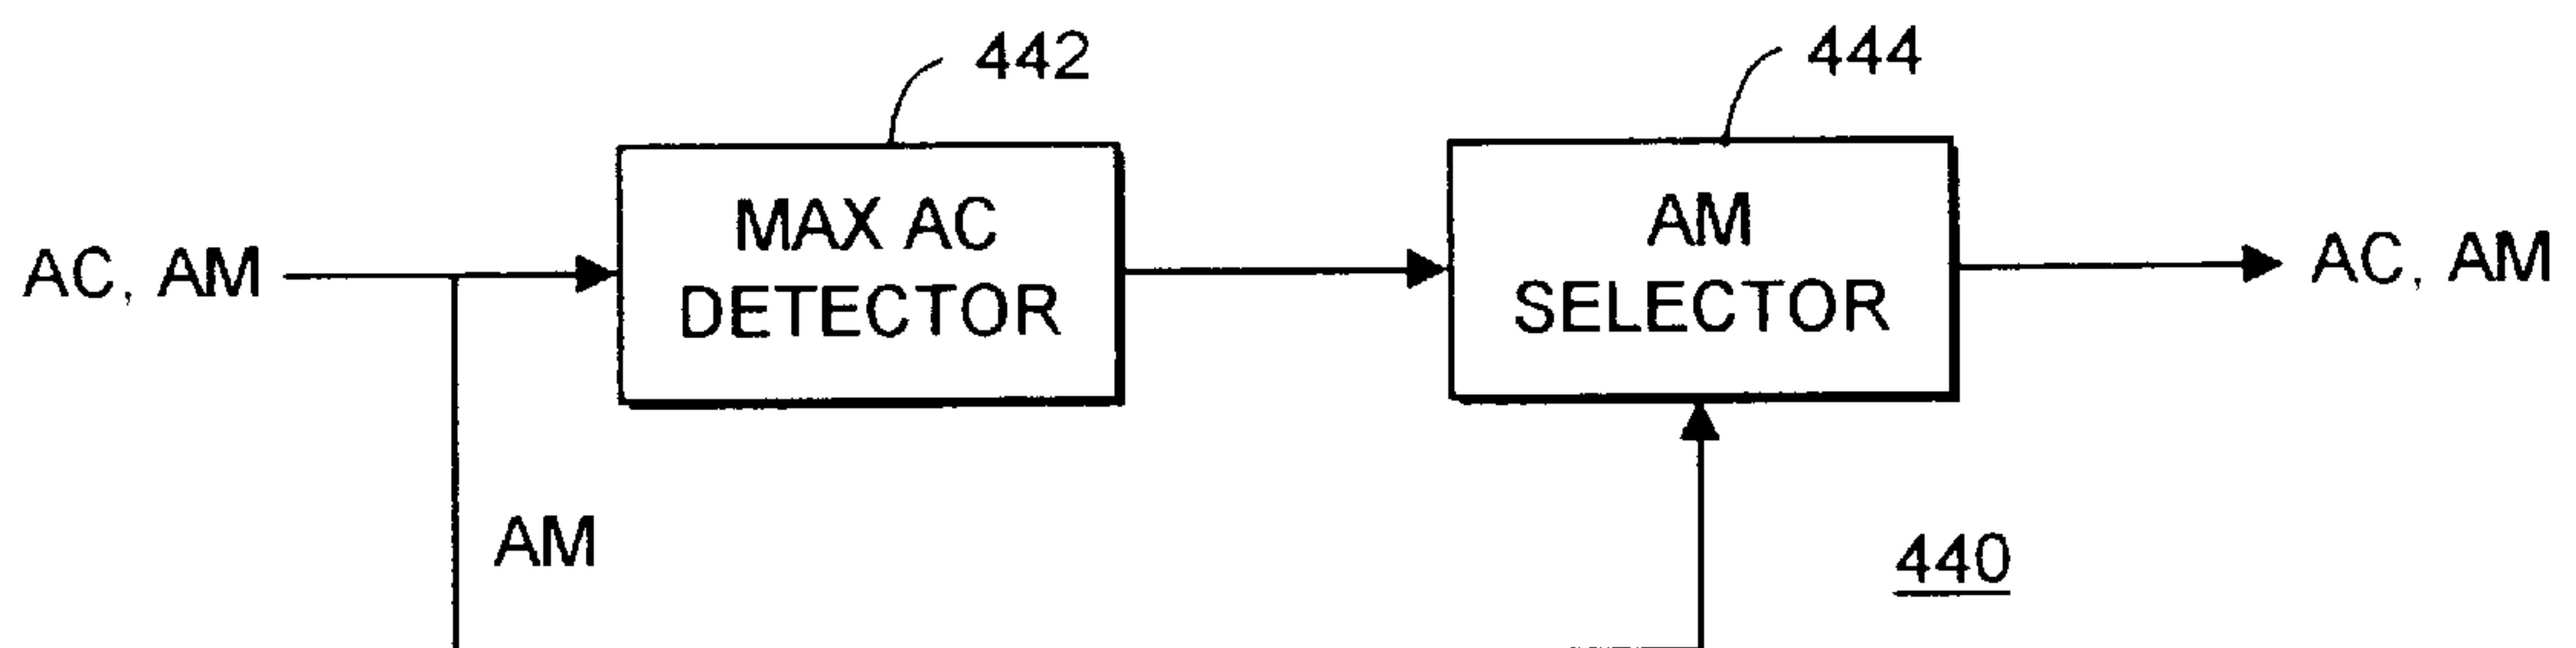 442
444
MAX AC
DETECTOR
AM
SELECTOR
AC, AM
AC, AM
AM
440